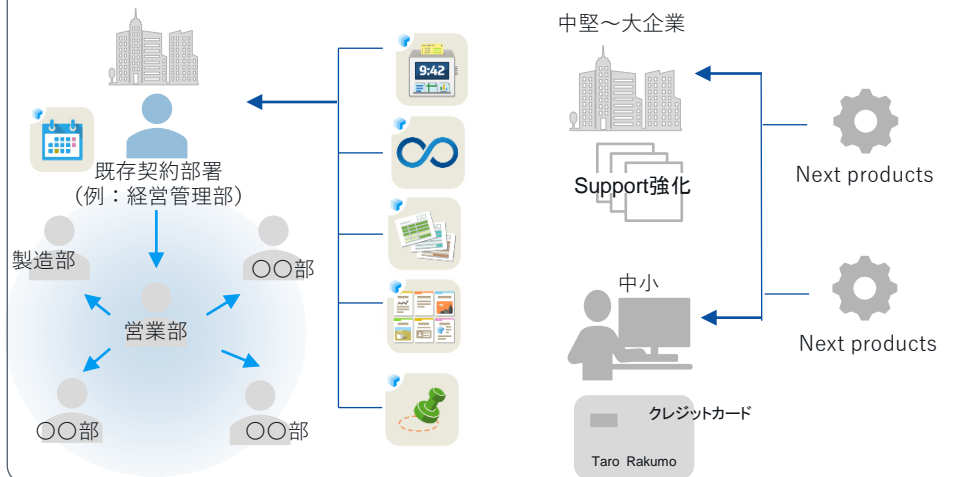 9:42
既存契約部署
（例：経営管理部）
製造部
〇〇部
営業部
〇〇部
〇〇部
中堅～大企業
Support強化
Next products
中小
Next products
クレジットカード
Taro Rakumo